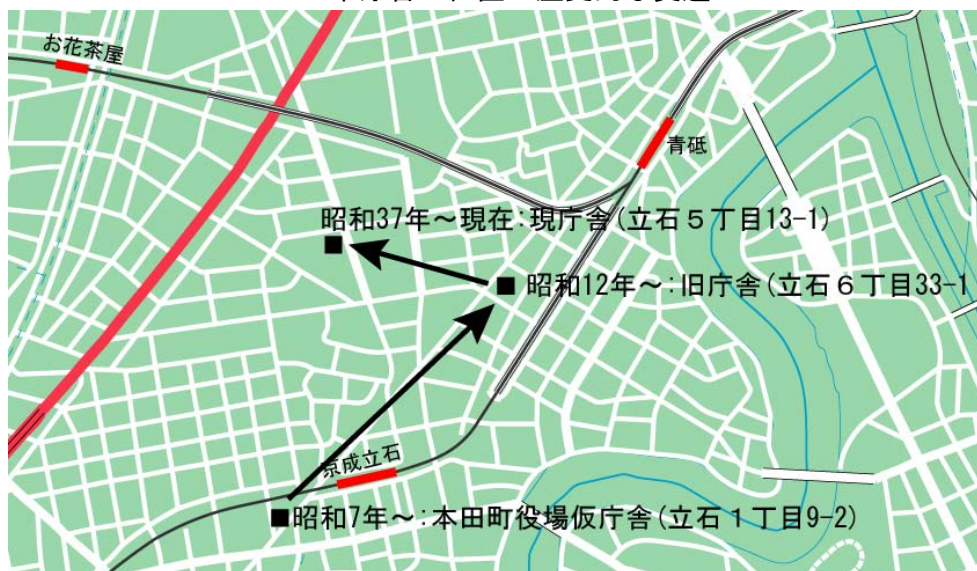 お花茶屋
青砥
昭和37年～現在:現庁舎(立石5丁目13-1)
昭和12年～:旧庁舎(立石6丁目33-1
京成立石
昭和7年～:本田町役場仮庁舎(立石1丁目9-2)